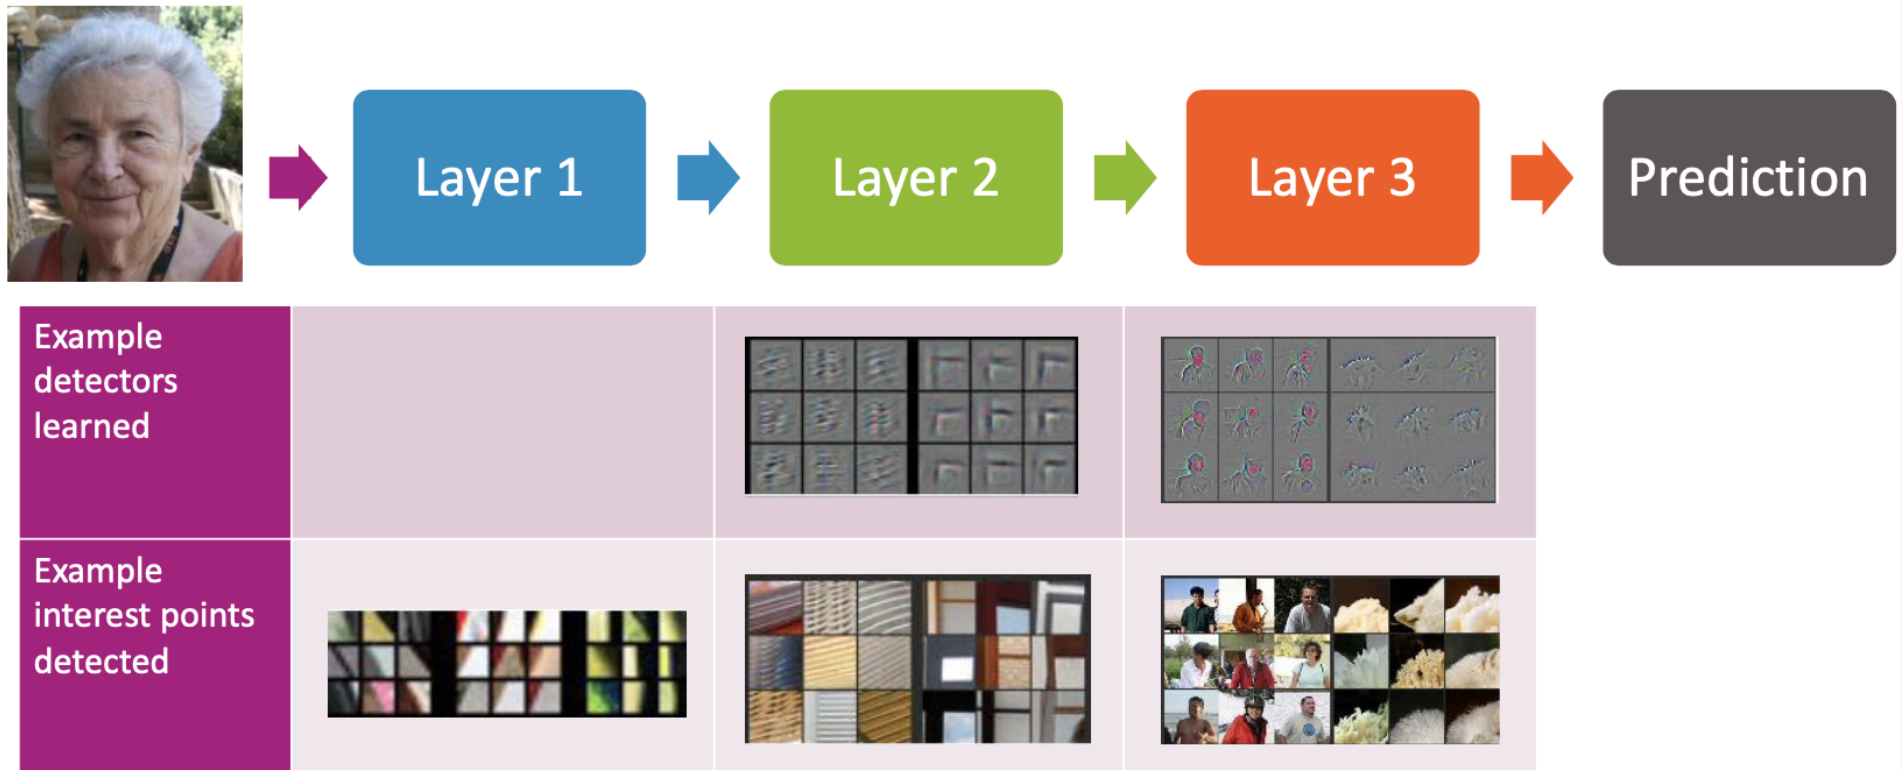 Layer 1
Layer 2
Layer 3
Prediction
Example
detectors
learned
Example
interest points
detected